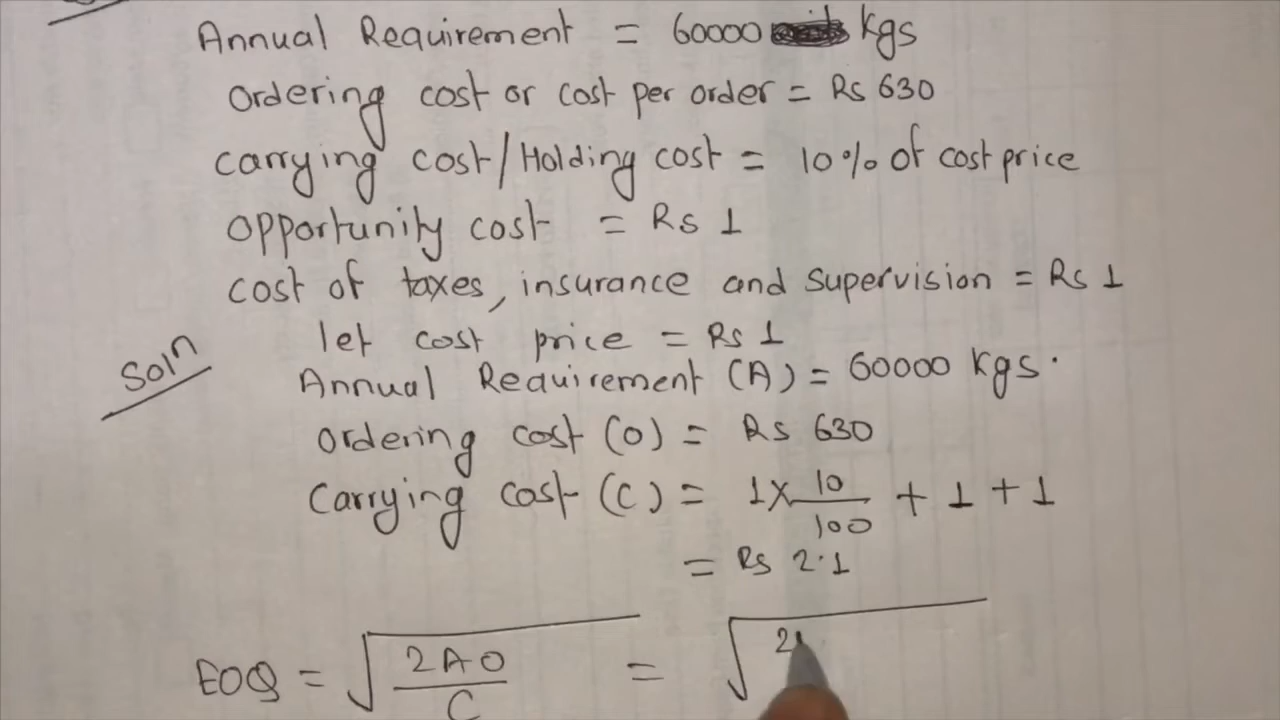 Annual Requirement = 60000 kgs
Ordering cost or cost per order = Rs 630
carrying cost/Holding cost = 10% of cost price
opportunity cost = Rs 1
cost of taxes, insurance and supervision = Rs 1
let cost price = Rs 1
Soln
Annual Requirement (A) = 60000 kgs.
Ordering cost (O) = Rs 630
Carrying cost (C) = 1 X 10/100 + 1 + 1
= Rs 2.1
EOQ = √2AO/C = √2